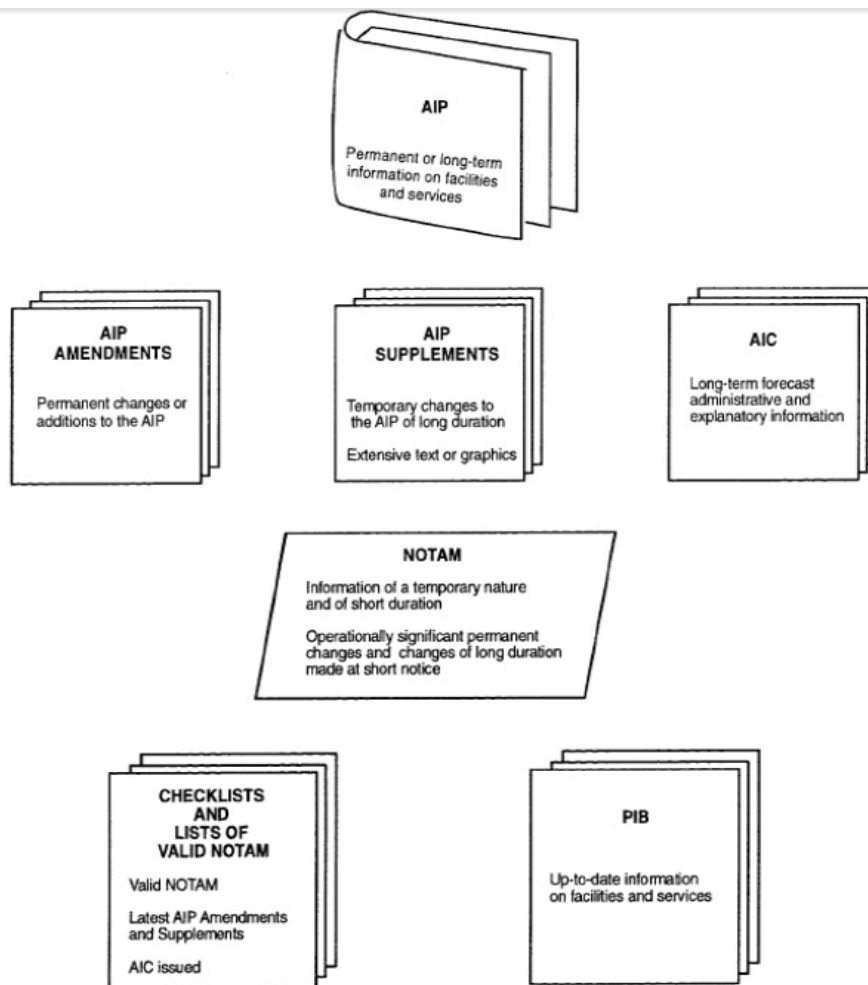 AIP
Permanent or long-term
information on facilities
and services
AIP
AMENDMENTS
Permanent changes or
additions to the AIP
AIP
SUPPLEMENTS
Temporary changes to
the AIP of long duration
Extensive text or graphics
AIC
Long-term forecast
administrative and
explanatory information
NOTAM
Information of a temporary nature
and of short duration
Operationally significant permanent
changes and changes of long duration
made at short notice
CHECKLISTS
AND
LISTS OF
VALID NOTAM
Valid NOTAM
Latest AIP Amendments
and Supplements
AIC issued
PIB
Up-to-date information
on facilities and services